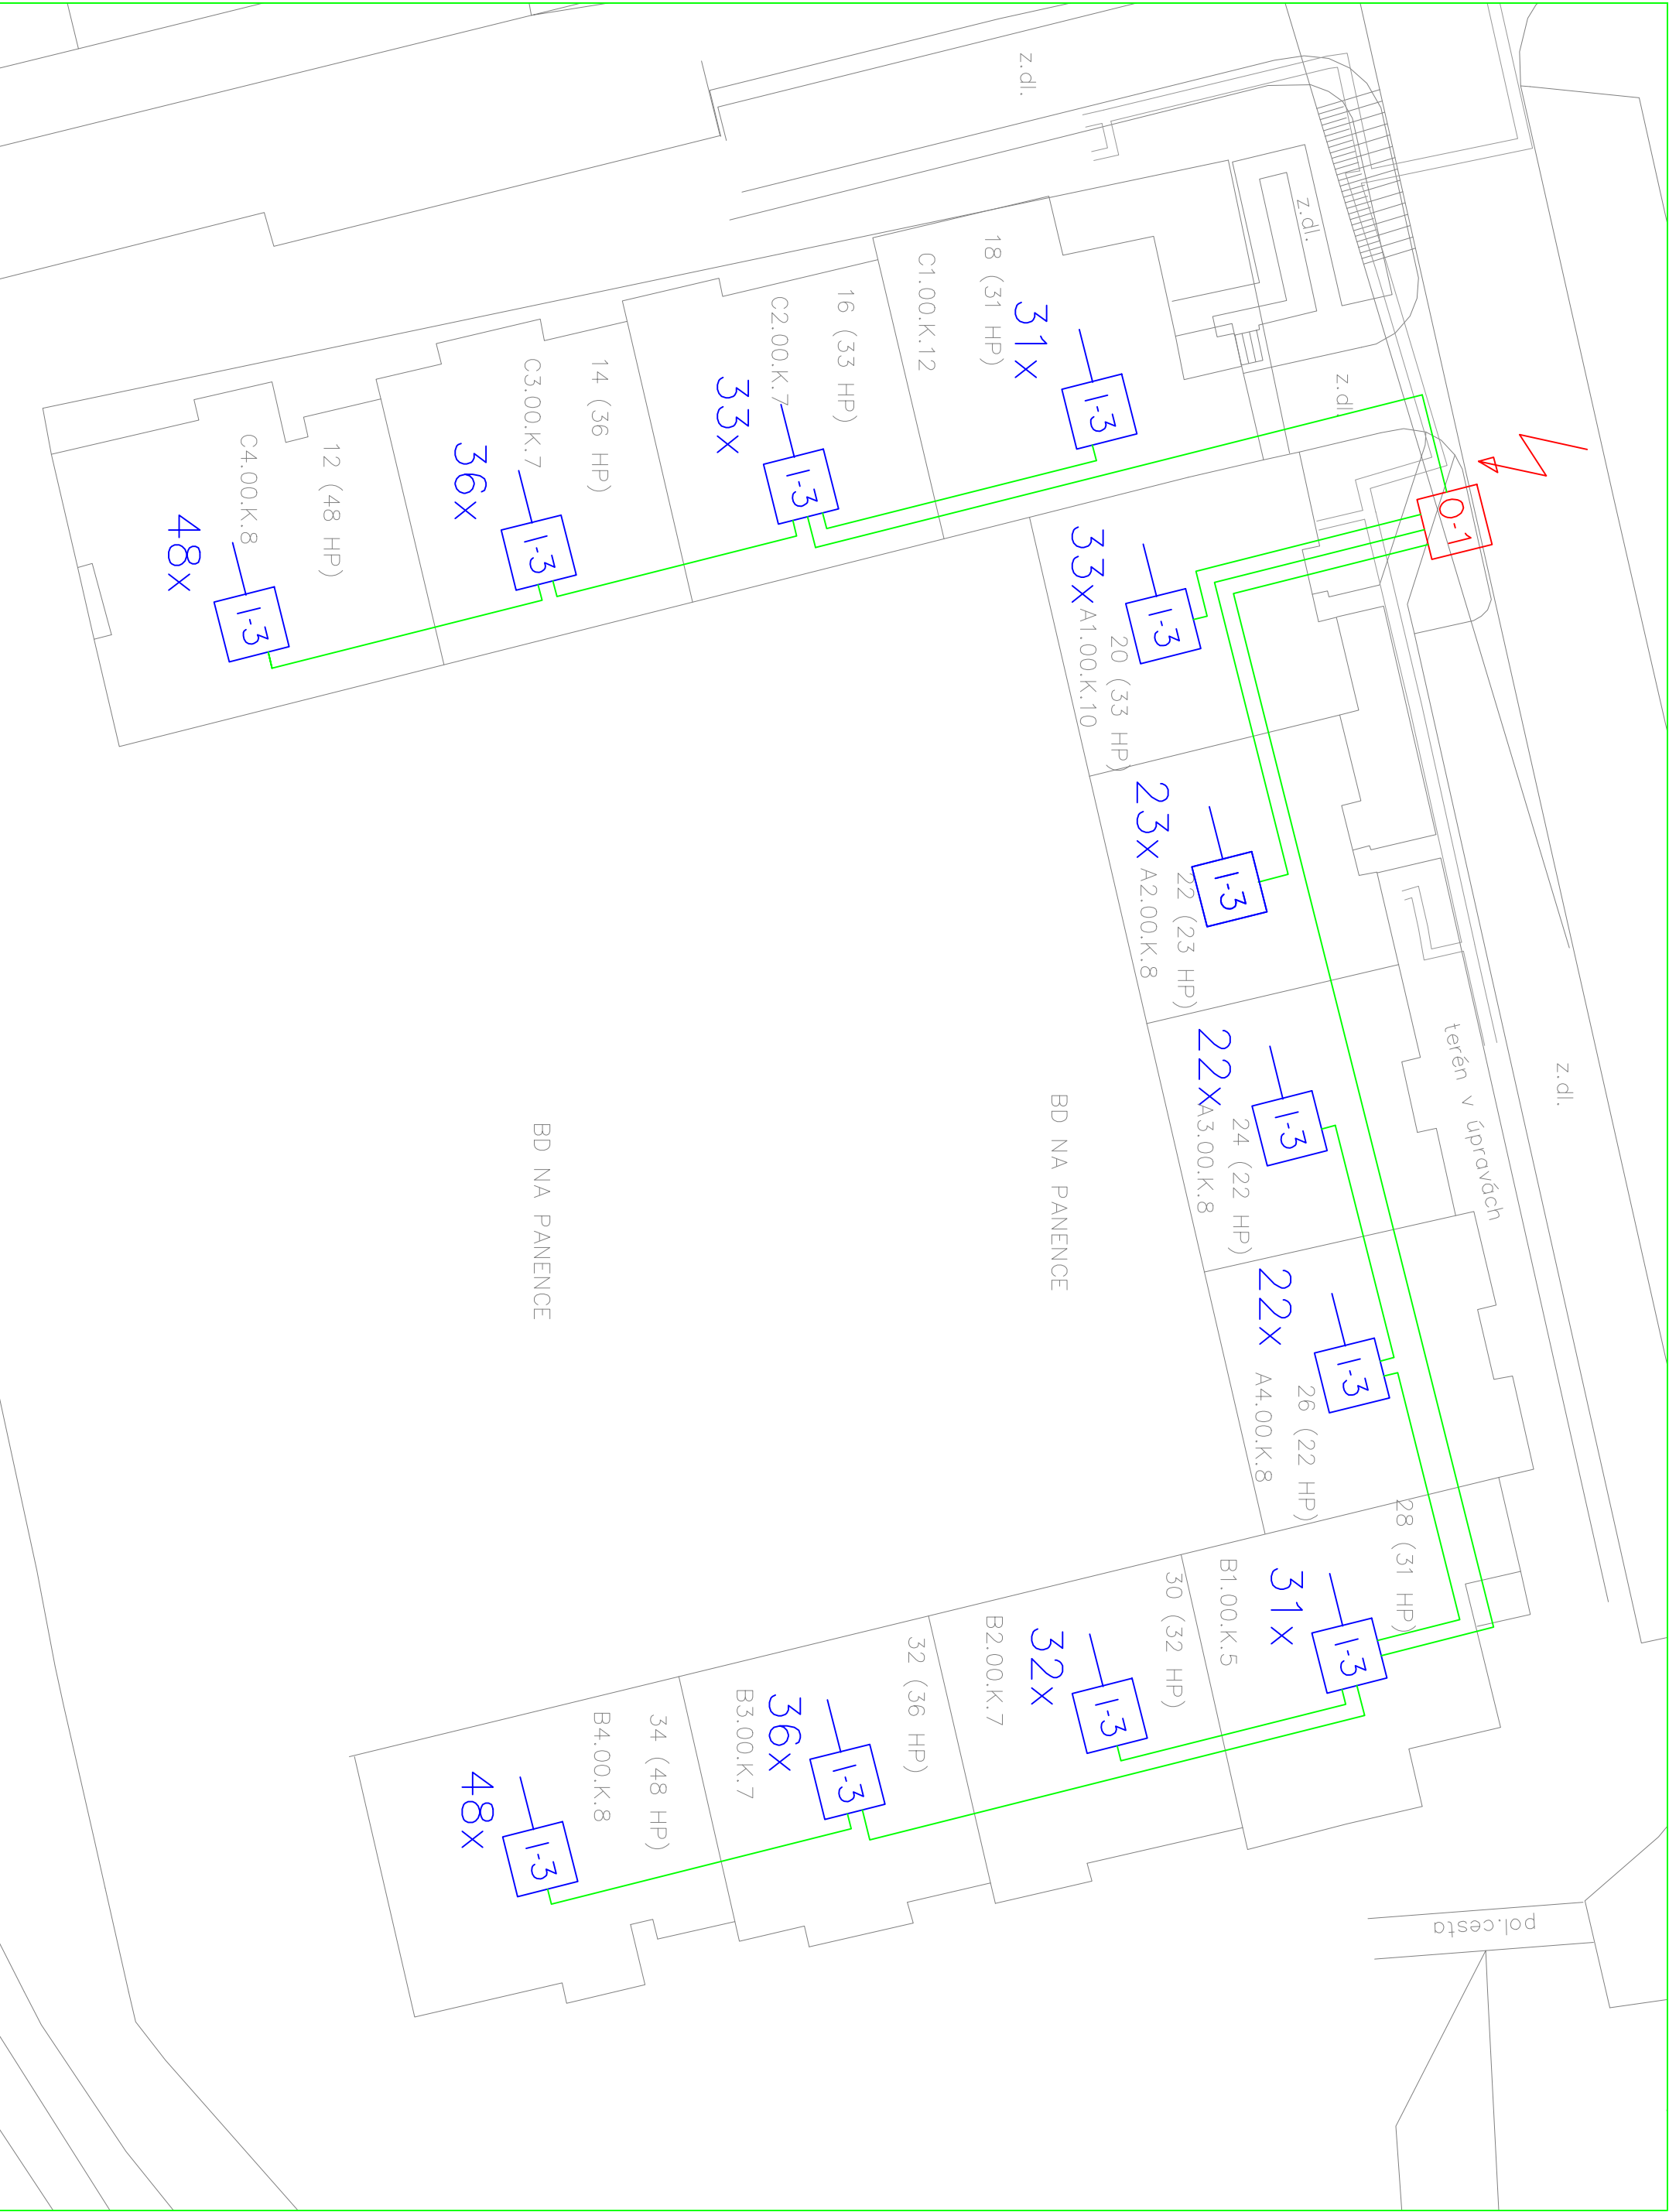 z.dl.
z.dl.
z.dl.
18 (31 HP)
C1.00.K.12
31x
I-3
16 (33 HP)
C2.00.K.7
33x
I-3
14 (36 HP)
C3.00.K.7
36x
I-3
12 (48 HP)
C4.00.K.8
48x
I-3
O-1
33x
I-3
20 (33 HP)
A1.00.K.10
23x
I-3
22 (23 HP)
A2.00.K.8
22x
I-3
24 (22 HP)
A3.00.K.8
22x
I-3
26 (22 HP)
A4.00.K.8
terén v úpravách
z.dl.
BD NA PANENCE
BD NA PANENCE
28 (31 HP)
B1.00.K.5
31x
I-3
30 (32 HP)
B2.00.K.7
32x
I-3
32 (36 HP)
B3.00.K.7
36x
I-3
34 (48 HP)
B4.00.K.8
48x
I-3
pol.cesta